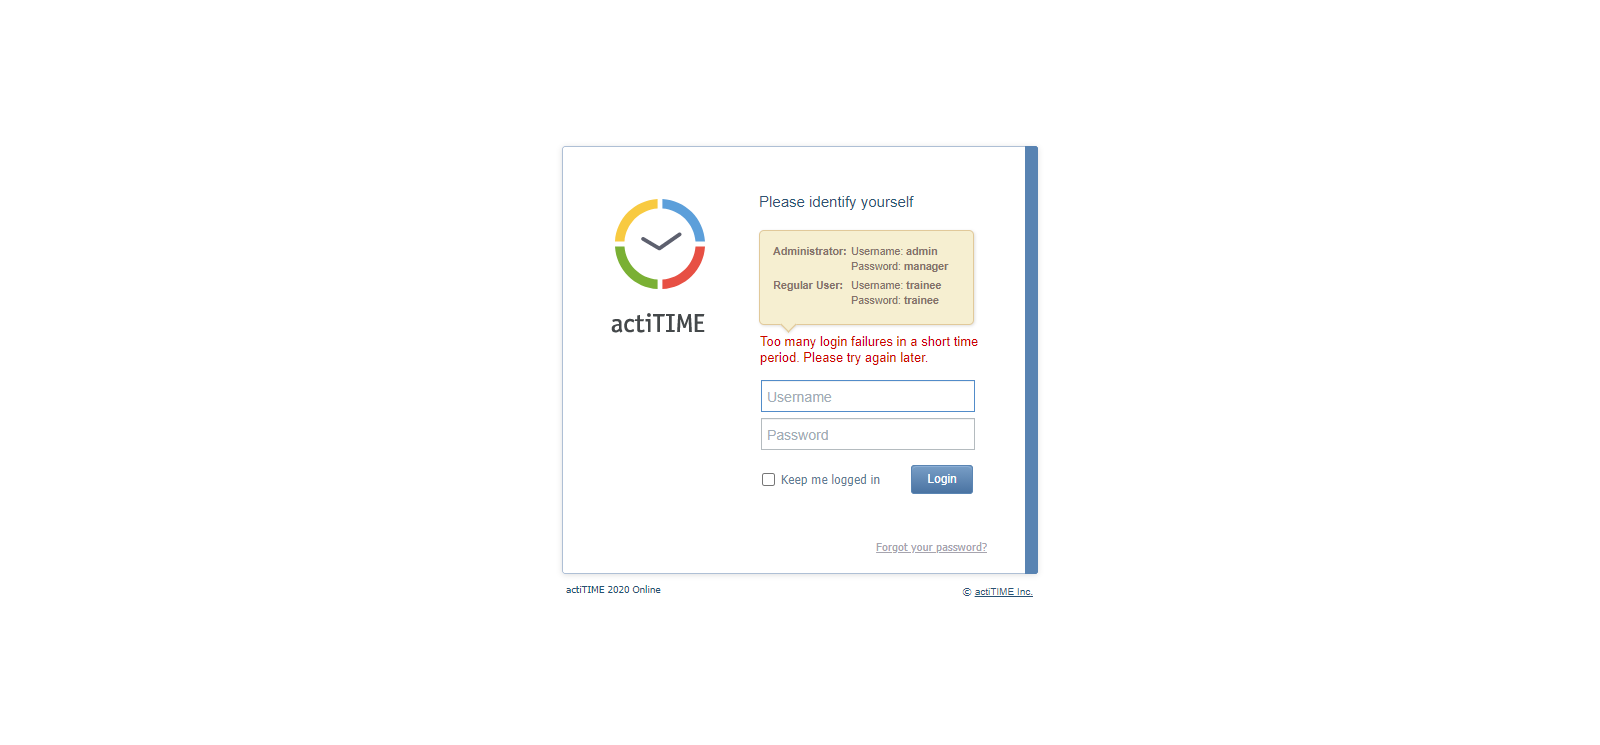 Please identify yourself
Administrator: Username: admin
Password: manager
Regular User: Username: trainee
Password: trainee
actiTIME
Too many login failures in a short time
period. Please try again later.
Username
Password
Keep me logged in
Login
Forgot your password?
actiTIME 2020 Online
© actiTIME Inc.